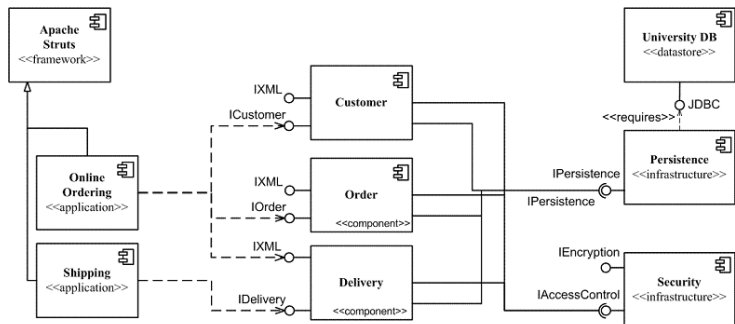 Apache
Struts
<<framework>>
Online
Ordering
<<application>>
Shipping
<<application>>
IXML
ICustomer
Customer
IXML
IOrder
Order
<<component>>
IXML
IDelivery
Delivery
<<component>>
University DB
<<datastore>>
JDBC
<<requires>>
IPersistence
IPersistence
Persistence
<<infrastructure>>
IEncryption
IAccessControl
Security
<<infrastructure>>